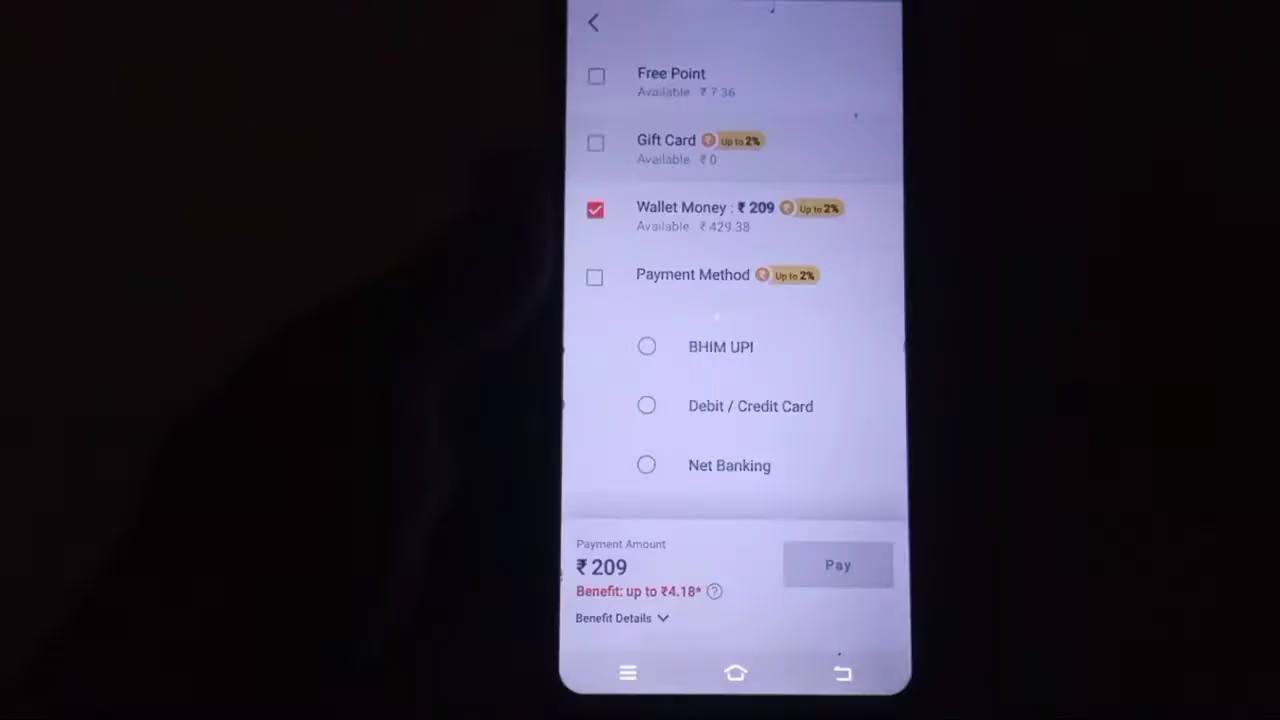 Free Point
Available ₹ 7.36
Gift Card Up to 2%
Available ₹ 0
Wallet Money : ₹ 209 Up to 2%
Available ₹ 429.38
Payment Method Up to 2%
BHIM UPI
Debit / Credit Card
Net Banking
Payment Amount
₹ 209
Pay
Benefit: up to ₹4.18* ?
Benefit Details